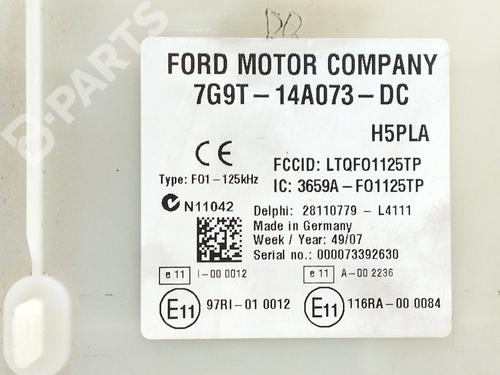 DQ
B-PARTS
FORD MOTOR COMPANY
7G9T-14A073-DC
H5PLA
CE
FCCID: LTQFO1125TP
Type: F01-125kHz
IC: 3659A-FO1125TP
N11042
Delphi: 28110779 - L4111
Made in Germany
Week / Year: 49/07
Serial no.: 000073392630
e 11 I-00 0012
e 11 A-00 2236
E11 97RI-01 0012
E11 116RA-00 0084